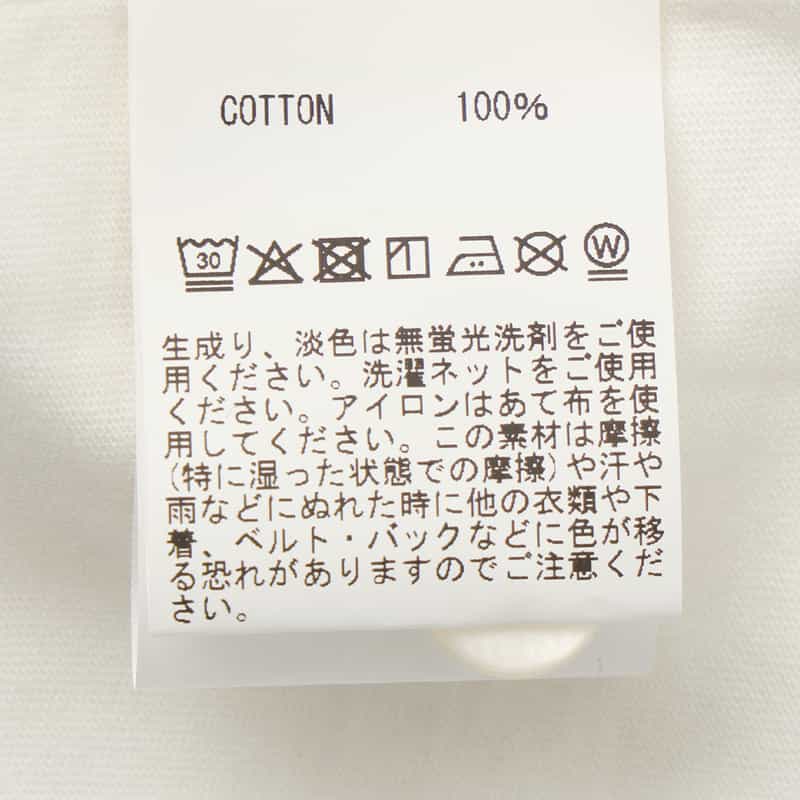 COTTON 100%
30 W
生成り、淡色は無蛍光洗剤をご使
用ください。洗濯ネットをご使用
ください。アイロンはあて布を使
用してください。この素材は摩擦
(特に湿った状態での摩擦)や汗や
雨などにぬれた時に他の衣類や下
着、ベルト・バックなどに色が移
る恐れがありますのでご注意くだ
さい。